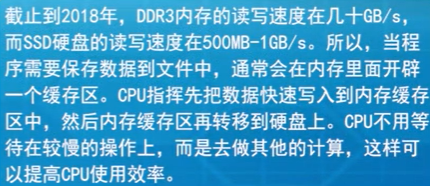 截止到2018年，DDR3内存的读写速度在几十GB/s，
而SSD硬盘的读写速度在500MB-1GB/s。所以，当程
序需要保存数据到文件中，通常会在内存里面开辟
一个缓存区。CPU指挥先把数据快速写入到内存缓存
区中，然后内存缓存区再转移到硬盘上。CPU不用等
待在较慢的操作上，而是去做其他的计算，这样可
以提高CPU使用效率。